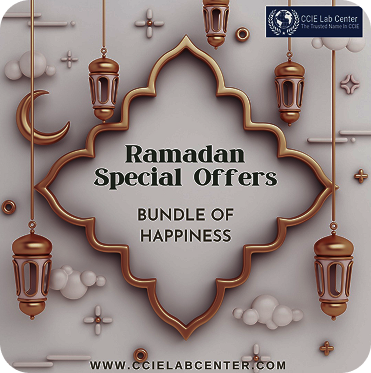 CCIE Lab Center
The Trusted Name In CCIE
Ramadan
Special Offers
BUNDLE OF
HAPPINESS
WWW.CCIELABCENTER.COM